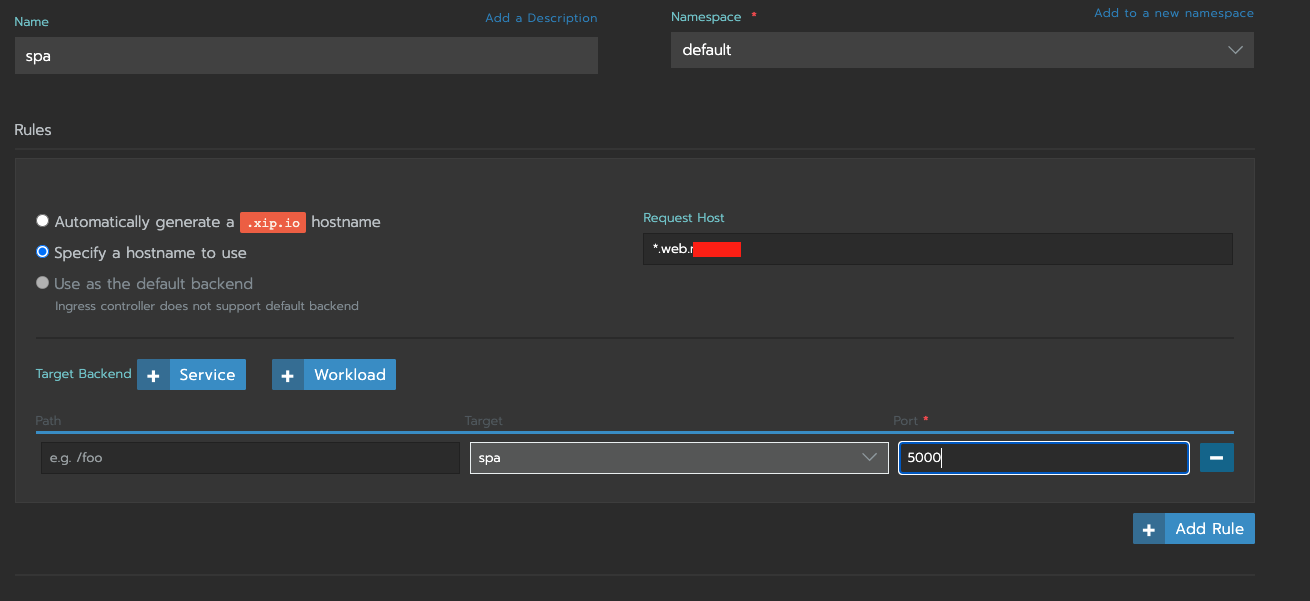 Name
Add a Description
spa
Namespace *
Add to a new namespace
default
Rules
Automatically generate a .xip.io hostname
Specify a hostname to use
Use as the default backend
Ingress controller does not support default backend
Request Host
*.web.
Target Backend
+ Service
+ Workload
Path
Target
Port *
e.g. /foo
spa
5000
+ Add Rule